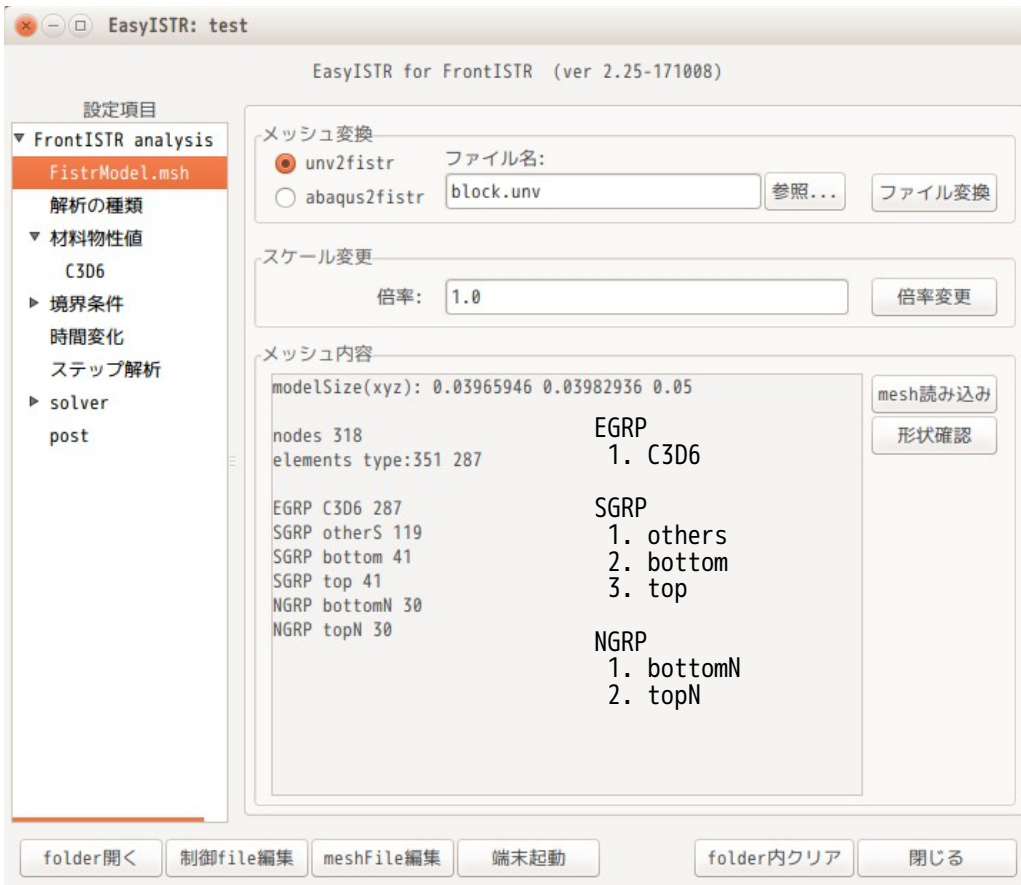 EasyISTR: test
EasyISTR for FrontISTR (ver 2.25-171008)
設定項目
FrontISTR analysis
FistrModel.msh
解析の種類
材料物性値
C3D6
境界条件
時間変化
ステップ解析
solver
post
メッシュ変換
unv2fistr
abaqus2fistr
ファイル名:
block.unv
参照...
ファイル変換
スケール変更
倍率:
1.0
倍率変更
メッシュ内容
modelSize(xyz): 0.03965946 0.03982936 0.05
nodes 318
elements type:351 287
EGRP C3D6 287
SGRP otherS 119
SGRP bottom 41
SGRP top 41
NGRP bottomN 30
NGRP topN 30
EGRP
1. C3D6
SGRP
1. others
2. bottom
3. top
NGRP
1. bottomN
2. topN
mesh読み込み
形状確認
folder開く
制御file編集
meshFile編集
端末起動
folder内クリア
閉じる